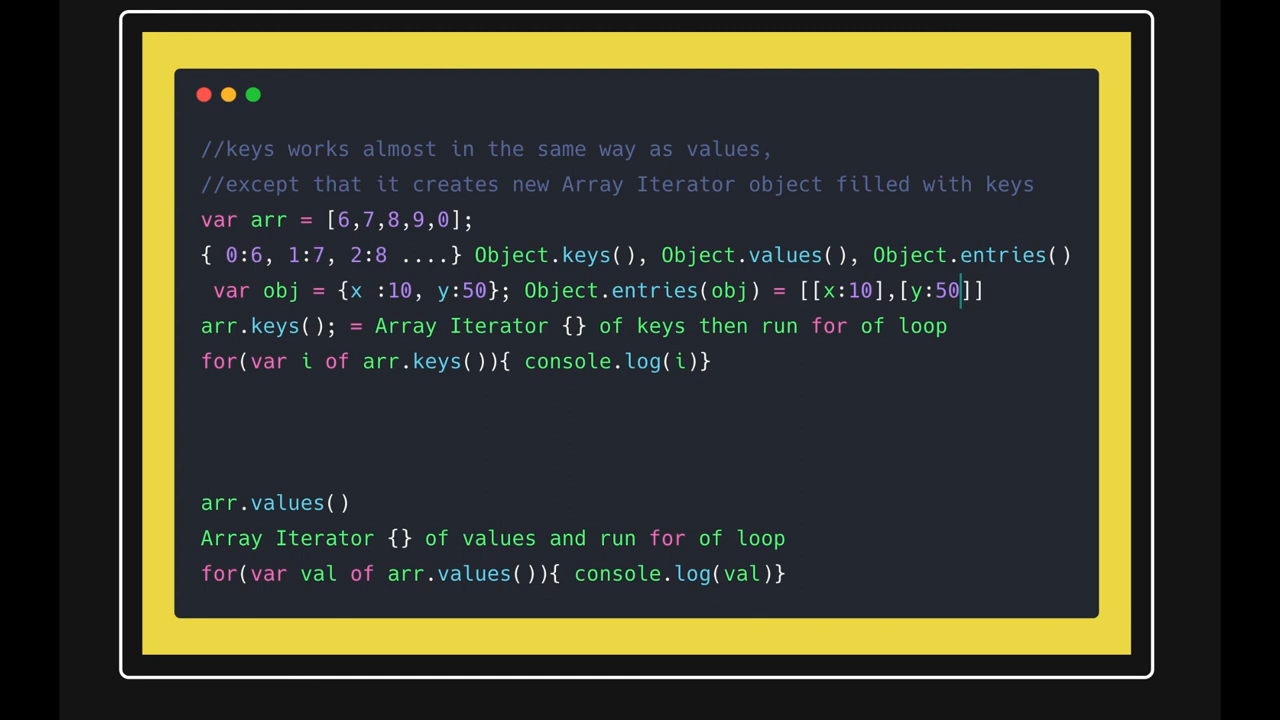 //keys works almost in the same way as values,
//except that it creates new Array Iterator object filled with keys
var arr = [6,7,8,9,0];
{ 0:6, 1:7, 2:8 ....} Object.keys(), Object.values(), Object.entries()
var obj = {x :10, y:50}; Object.entries(obj) = [[x:10],[y:50]]
arr.keys(); = Array Iterator {} of keys then run for of loop
for(var i of arr.keys()){ console.log(i)}
arr.values()
Array Iterator {} of values and run for of loop
for(var val of arr.values()){ console.log(val)}